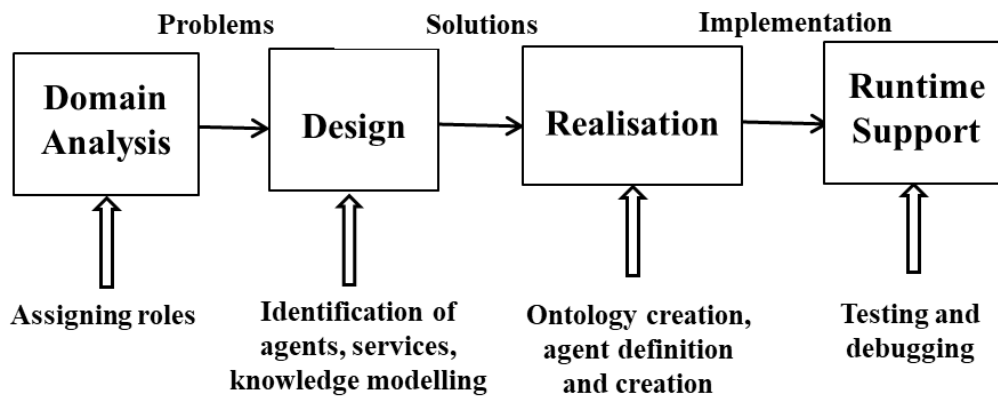 Problems
Solutions
Implementation
Domain
Analysis
Design
Realisation
Runtime
Support
Assigning roles
Identification of
agents, services,
knowledge modelling
Ontology creation,
agent definition
and creation
Testing and
debugging